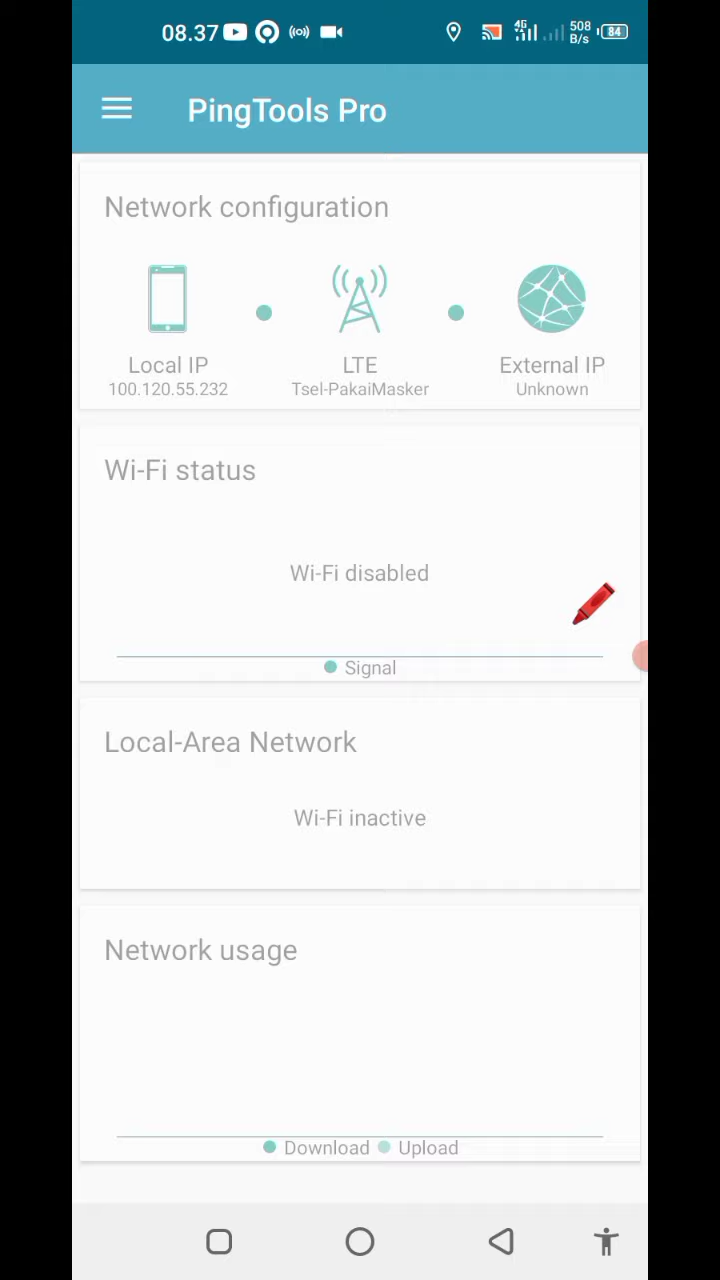 08.37
4G
508
B/s
84
PingTools Pro
Network configuration
Local IP
LTE
External IP
100.120.55.232
Tsel-PakaiMasker
Unknown
Wi-Fi status
Wi-Fi disabled
Signal
Local-Area Network
Wi-Fi inactive
Network usage
Download
Upload